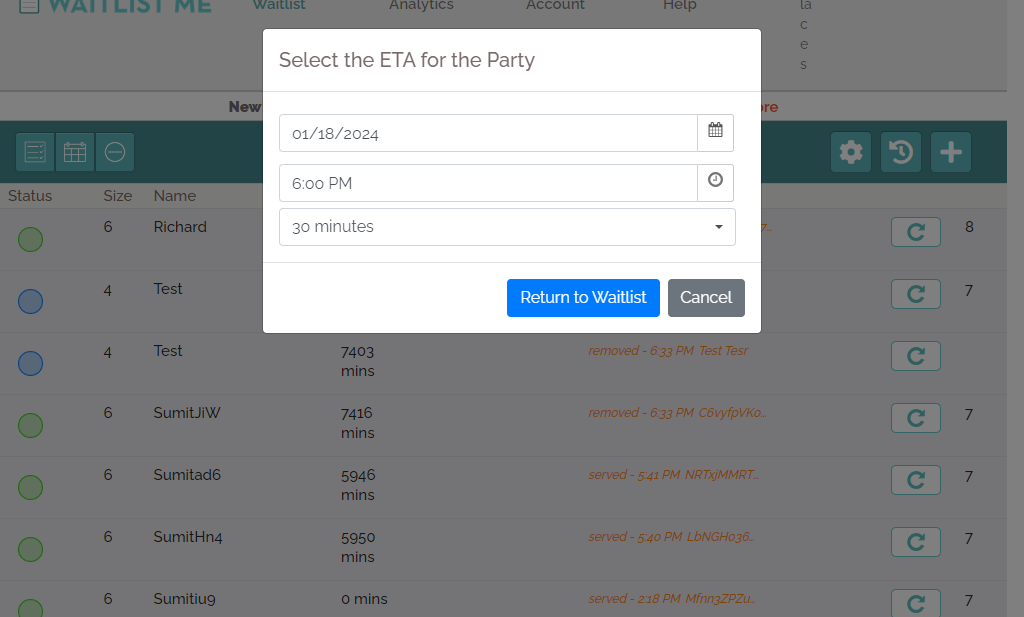 WAITLIST ME Waitlist Analytics Account Help
la
c
e
s
Select the ETA for the Party
New
re
01/18/2024
6:00 PM
30 minutes
Return to Waitlist Cancel
Status Size Name
6 Richard 7... 8
4 Test 7
4 Test 7403 mins removed - 6:33 PM Test Tesr 7
6 SumitJiW 7416 mins removed - 6:33 PM C6vyfpVKo... 7
6 Sumitad6 5946 mins served - 5:41 PM NRTxjMMRT... 7
6 SumitHn4 5950 mins served - 5:40 PM LbNGHo36... 7
6 Sumitiu9 0 mins served - 2:18 PM Mfnn3ZPZu... 7